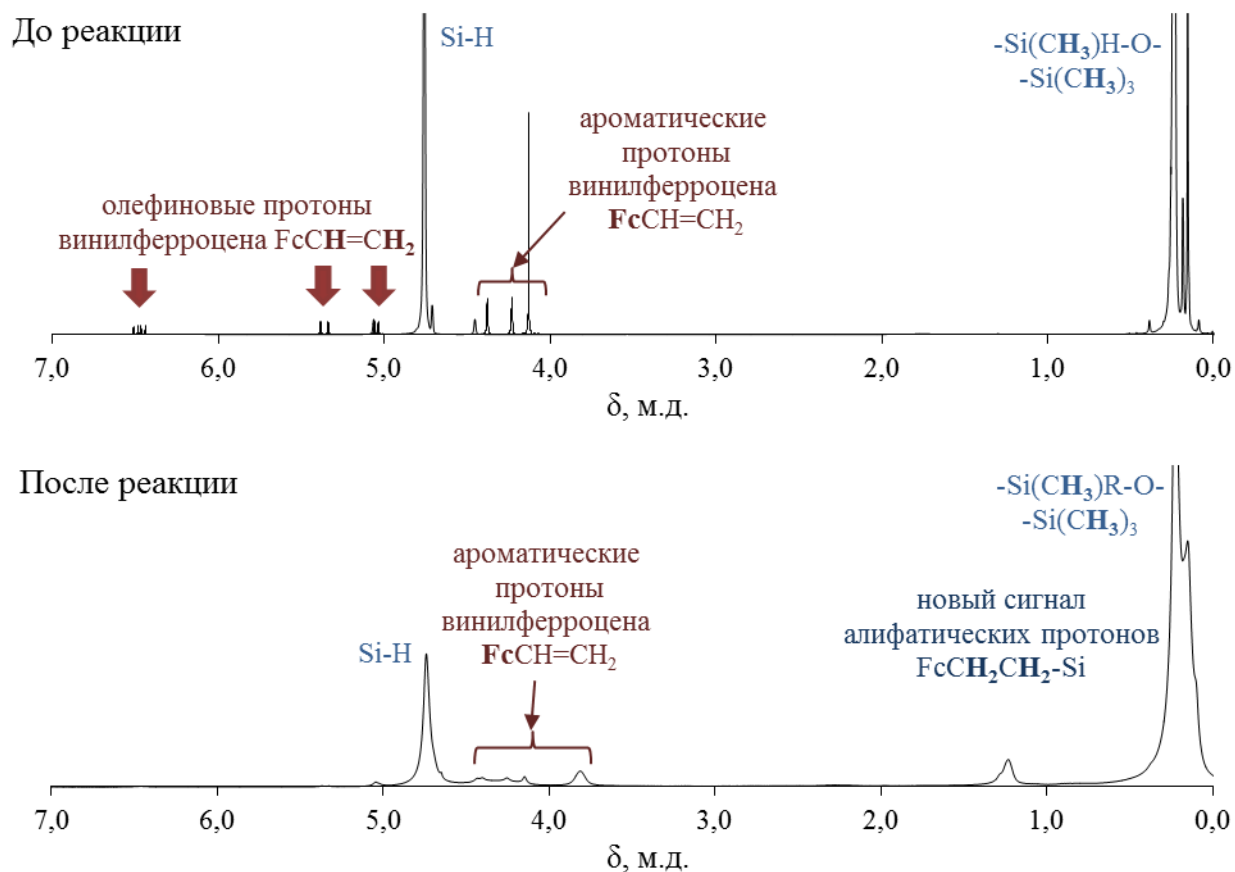 До реакции
Si-H
-Si(CH₃)H-O-
-Si(CH₃)₃
ароматические
протоны
винилферроцена
FcCH=CH₂
олефиновые протоны
винилферроцена FcCH=CH₂
7,0 6,0 5,0 4,0 3,0 2,0 1,0 0,0
δ, м.д.
После реакции
-Si(CH₃)R-O-
-Si(CH₃)₃
ароматические
протоны
винилферроцена
FcCH=CH₂
Si-H
новый сигнал
алифатических протонов
FcCH₂CH₂-Si
7,0 6,0 5,0 4,0 3,0 2,0 1,0 0,0
δ, м.д.